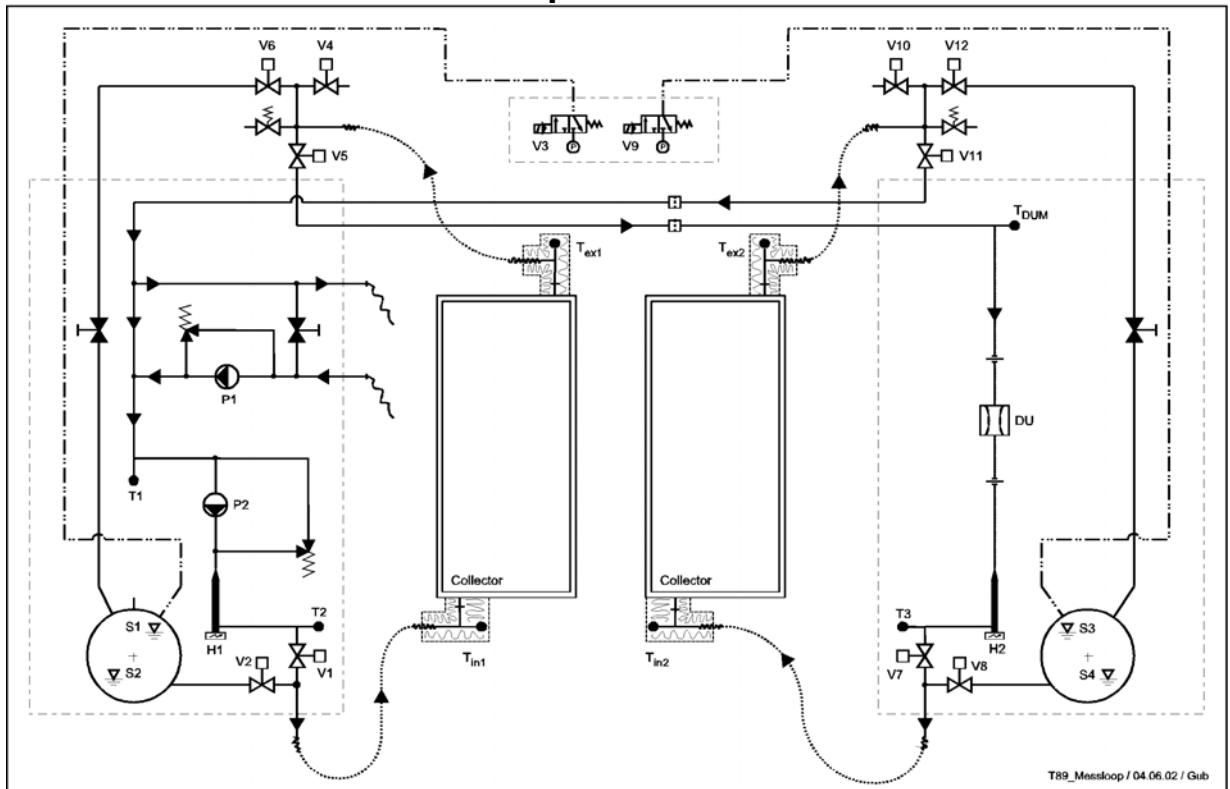 V6
V4
V10
V12
V3
P
V9
P
V5
V11
T_DUM
T_ex1
T_ex2
P1
DU
T1
P2
Collector
Collector
S1
S2
H1
T2
V2
V1
T_in1
T_in2
T3
H2
V7
V8
S3
S4
T89_Messloop / 04.06.02 / Gub